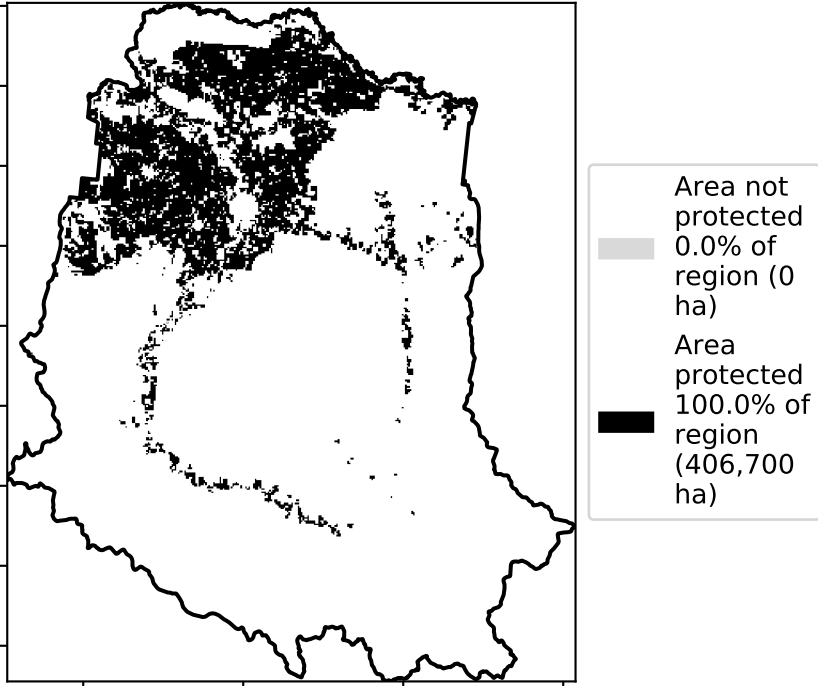 Area not
protected
0.0% of
region (0
ha)
Area
protected
100.0% of
region
(406,700
ha)